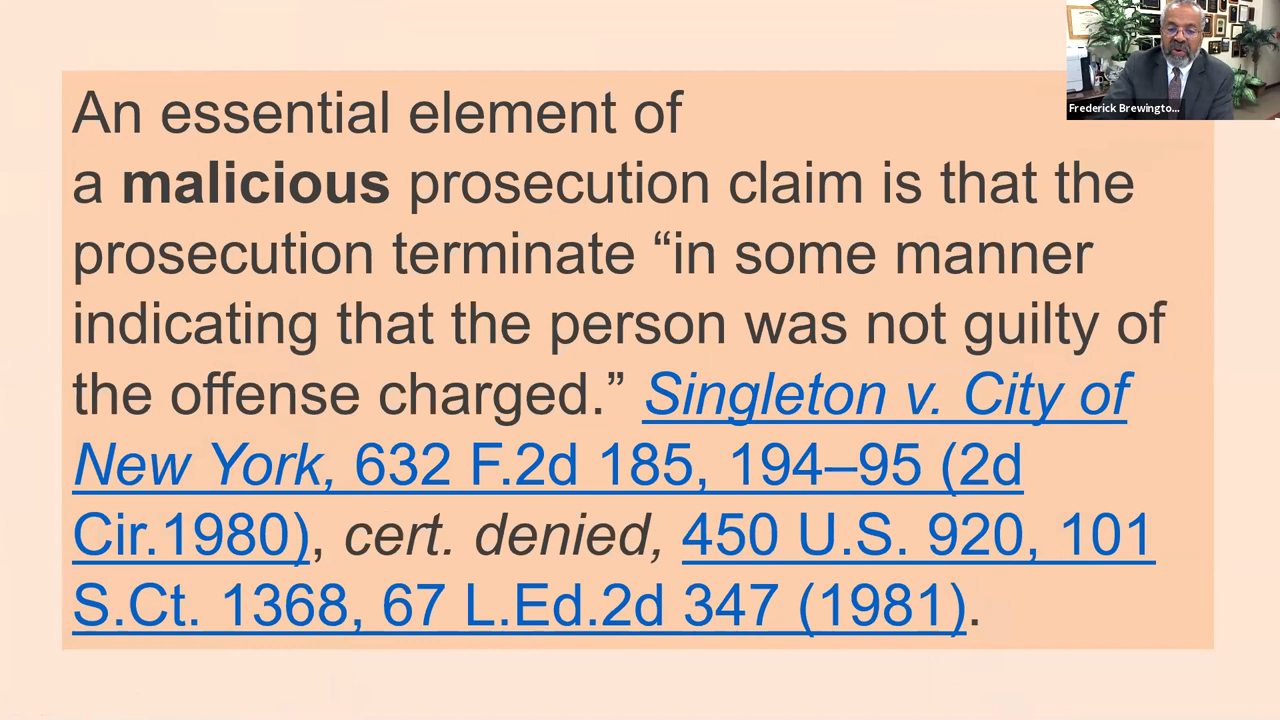 An essential element of
a malicious prosecution claim is that the
prosecution terminate “in some manner
indicating that the person was not guilty of
the offense charged.” Singleton v. City of
New York, 632 F.2d 185, 194–95 (2d
Cir.1980), cert. denied, 450 U.S. 920, 101
S.Ct. 1368, 67 L.Ed.2d 347 (1981).
Frederick Brewingto...